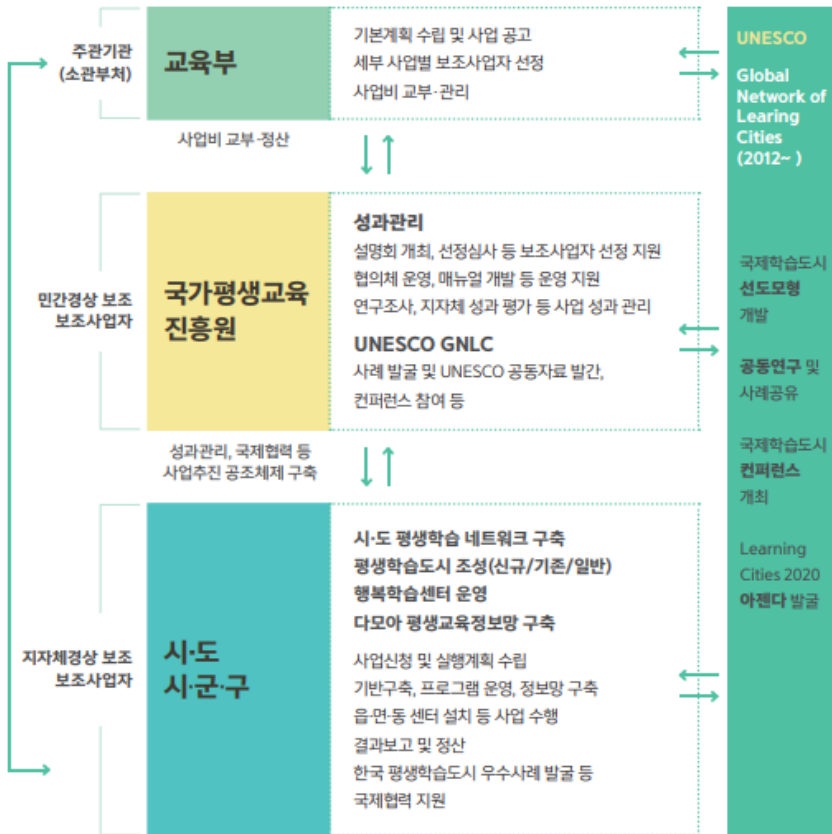 주관기관
(소관부처)
교육부
기본계획 수립 및 사업 공고
세부 사업별 보조사업자 선정
사업비 교부·관리
사업비 교부·정산
민간경상 보조
보조사업자
국가평생교육
진흥원
성과관리
설명회 개최, 선정심사 등 보조사업자 선정 지원
협의체 운영, 매뉴얼 개발 등 운영 지원
연구조사, 지자체 성과 평가 등 사업 성과 관리
UNESCO GNLC
사례 발굴 및 UNESCO 공동자료 발간,
컨퍼런스 참여 등
성과관리, 국제협력 등
사업추진 공조체제 구축
지자체경상 보조
보조사업자
시·도
시·군·구
시·도 평생학습 네트워크 구축
평생학습도시 조성(신규/기존/일반)
행복학습센터 운영
다모아 평생교육정보망 구축
사업신청 및 실행계획 수립
기반구축, 프로그램 운영, 정보망 구축
읍·면·동 센터 설치 등 사업 수행
결과보고 및 정산
한국 평생학습도시 우수사례 발굴 등
국제협력 지원
UNESCO
Global
Network of
Learing
Cities
(2012~ )
국제학습도시
선도모형
개발
공동연구 및
사례공유
국제학습도시
컨퍼런스
개최
Learning
Cities 2020
아젠다 발굴